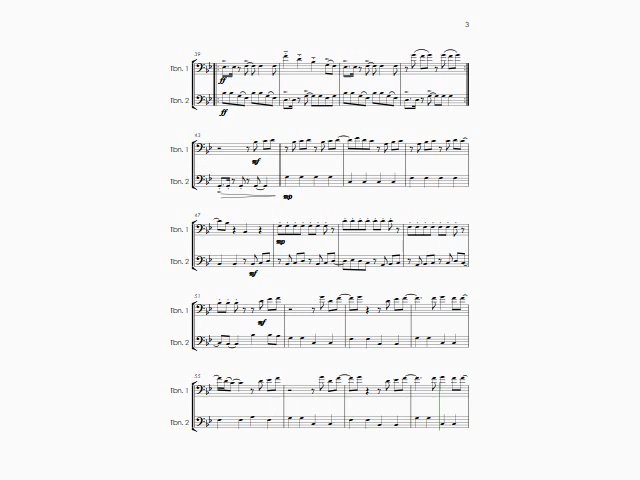 3
39
Tbn. 1
ff
Tbn. 2
ff
43
Tbn. 1
mf
Tbn. 2
mp
47
Tbn. 1
mp
Tbn. 2
mf
51
Tbn. 1
mf
Tbn. 2
55
Tbn. 1
Tbn. 2